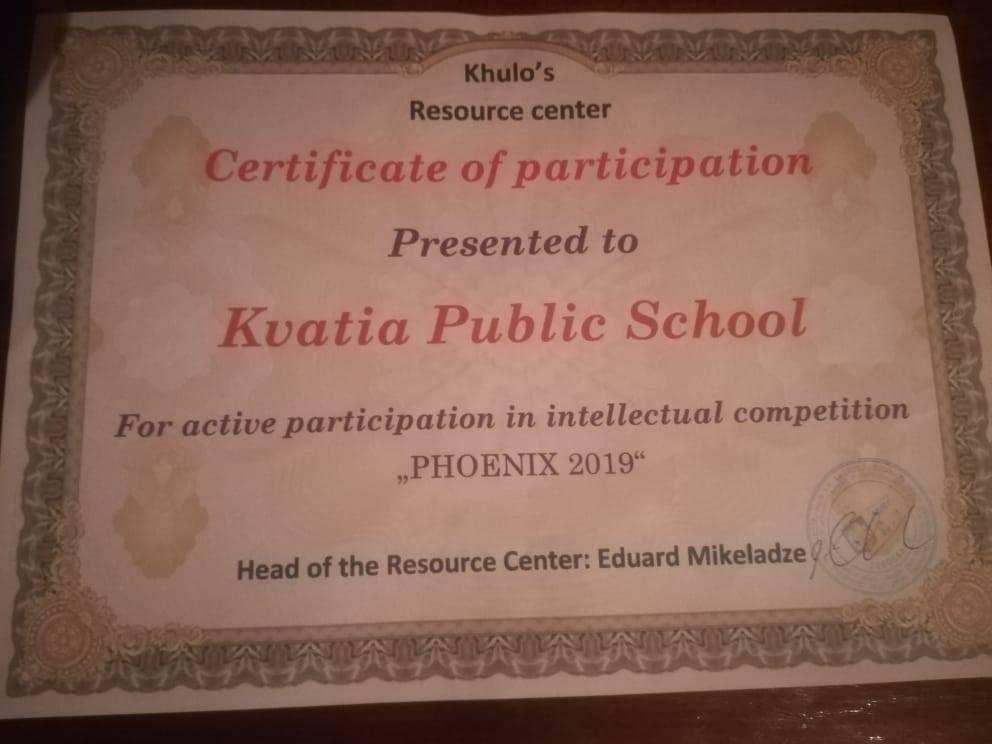 Khulo's
Resource center
Certificate of participation
Presented to
Kvatia Public School
For active participation in intellectual competition
„PHOENIX 2019“
Head of the Resource Center: Eduard Mikeladze